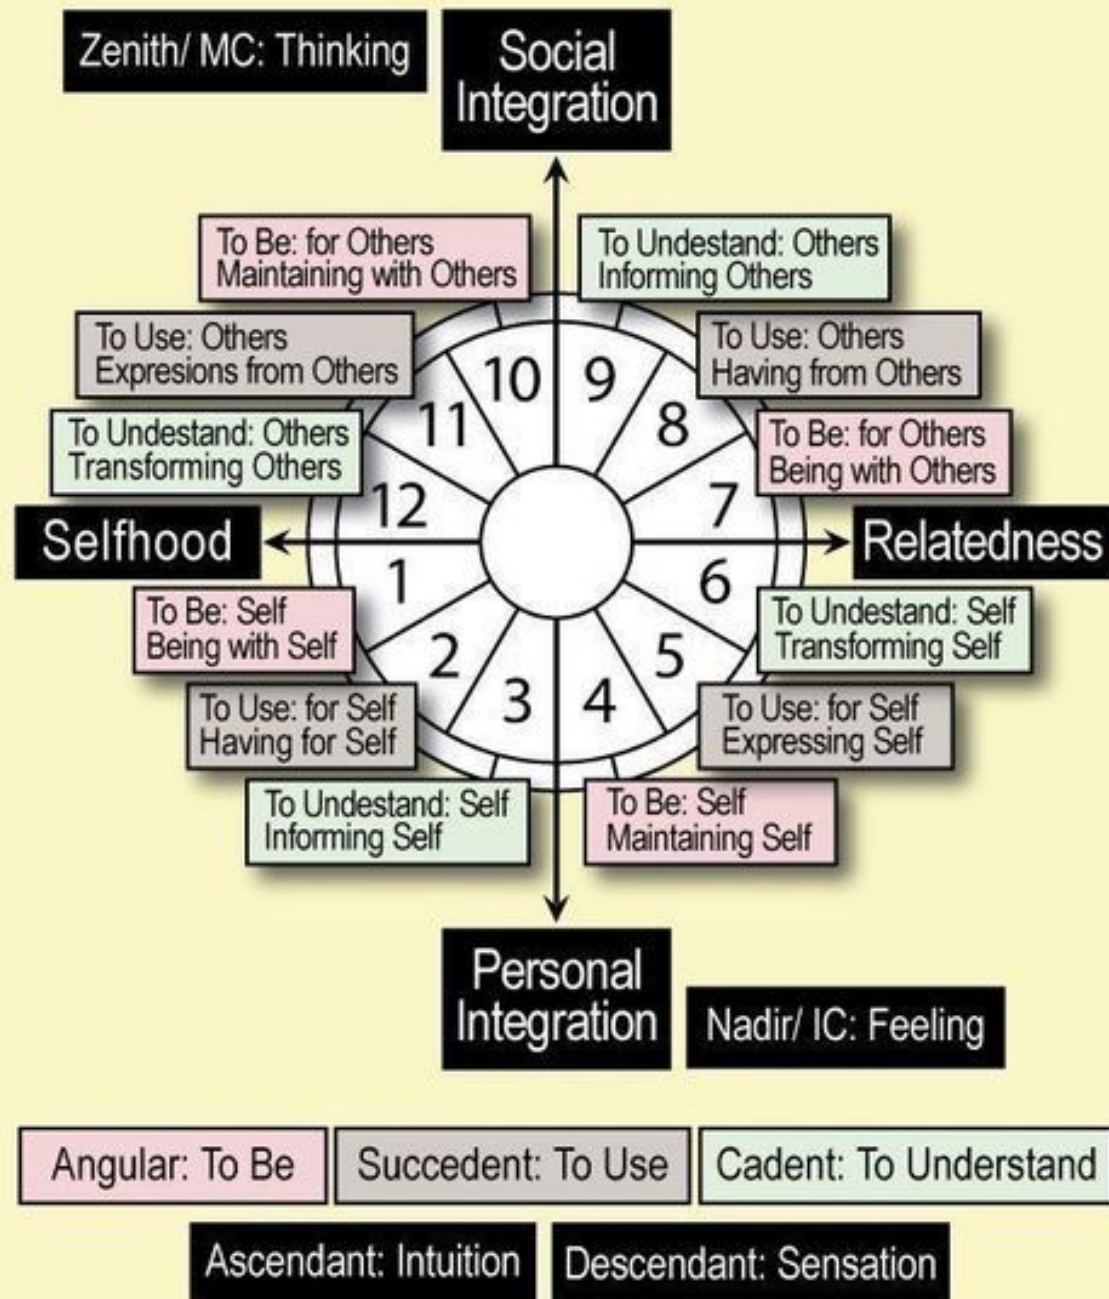 Zenith/ MC: Thinking
Social
Integration
To Be: for Others
Maintaining with Others
To Undestand: Others
Informing Others
To Use: Others
Expresions from Others
To Use: Others
Having from Others
To Undestand: Others
Transforming Others
To Be: for Others
Being with Others
10
9
11
8
12
7
Selfhood
Relatedness
1
6
2
5
3
4
To Be: Self
Being with Self
To Undestand: Self
Transforming Self
To Use: for Self
Having for Self
To Use: for Self
Expressing Self
To Undestand: Self
Informing Self
To Be: Self
Maintaining Self
Personal
Integration
Nadir/ IC: Feeling
Angular: To Be
Succedent: To Use
Cadent: To Understand
Ascendant: Intuition
Descendant: Sensation